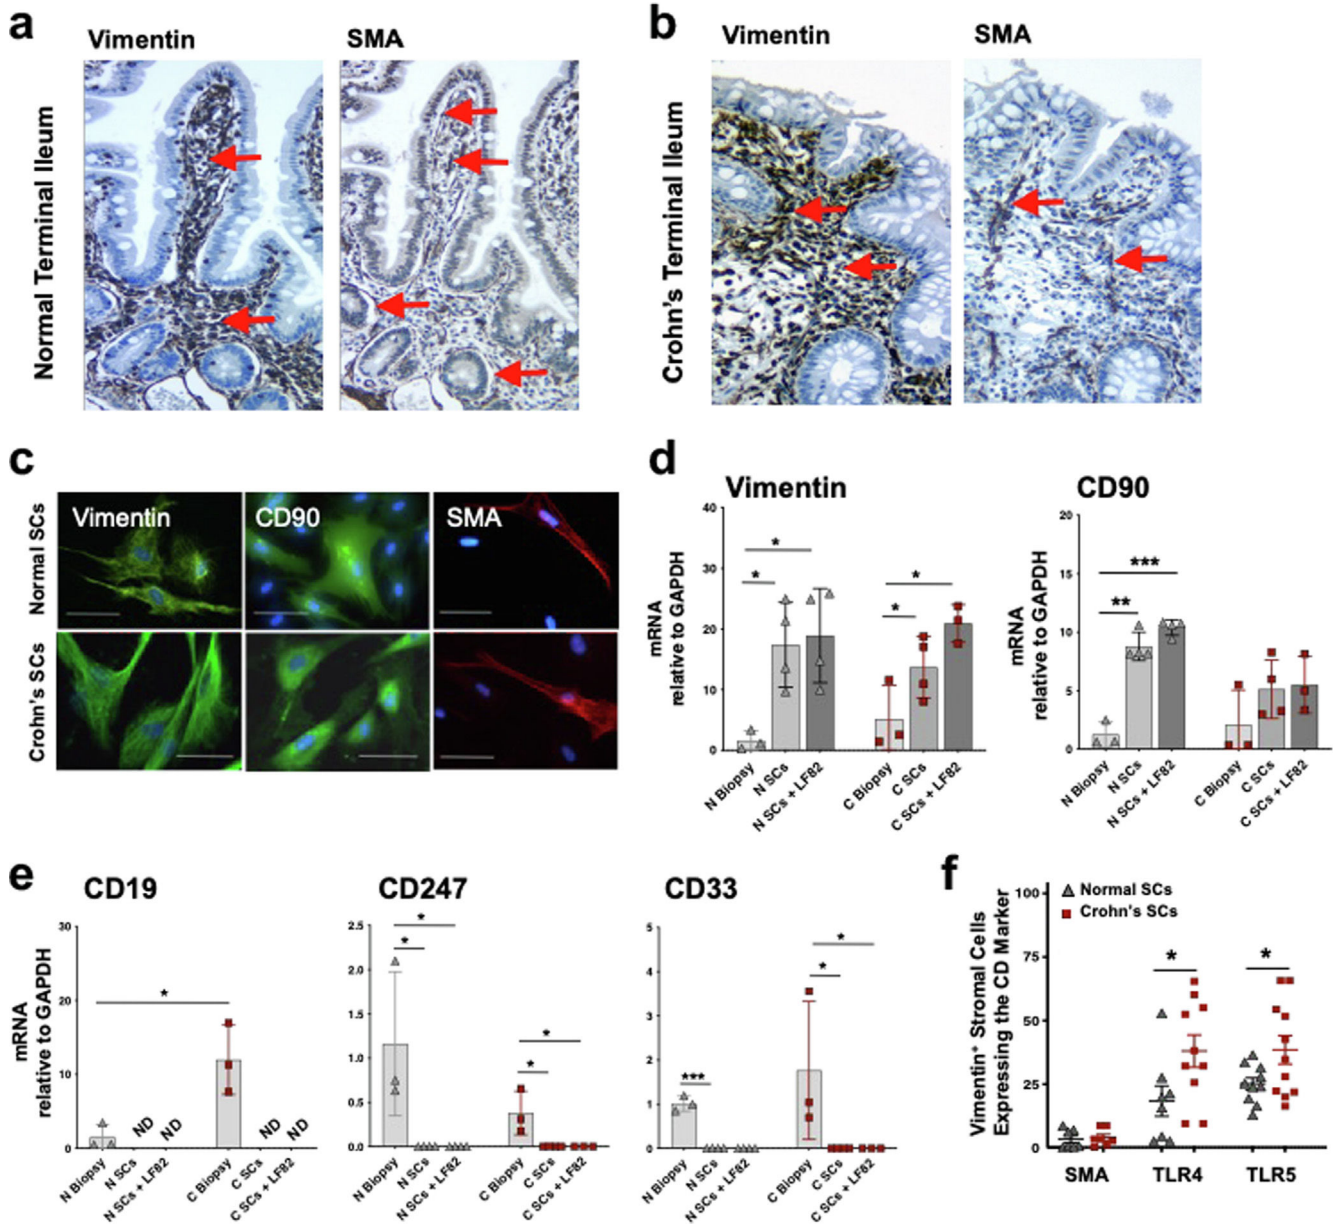 a
Vimentin
SMA
Normal Terminal Ileum
b
Vimentin
SMA
Crohn's Terminal Ileum
c
Normal SCs
Vimentin
CD90
SMA
Crohn's SCs
d
Vimentin
mRNA
relative to GAPDH
40
30
20
10
0
*
*
*
*
N Biopsy
N SCs
N SCs + LF82
C Biopsy
C SCs
C SCs + LF82
CD90
mRNA
relative to GAPDH
20
15
10
5
0
***
**
N Biopsy
N SCs
N SCs + LF82
C Biopsy
C SCs
C SCs + LF82
e
CD19
mRNA
relative to GAPDH
30
20
10
0
*
ND
ND
ND
ND
N Biopsy
N SCs
N SCs + LF82
C Biopsy
C SCs
C SCs + LF82
CD247
2.5
2.0
1.5
1.0
0.5
0.0
*
*
*
*
N Biopsy
N SCs
N SCs + LF82
C Biopsy
C SCs
C SCs + LF82
CD33
5
4
3
2
1
0
***
*
*
N Biopsy
N SCs
N SCs + LF82
C Biopsy
C SCs
C SCs + LF82
f
Vimentin⁺ Stromal Cells
Expressing the CD Marker
Normal SCs
Crohn's SCs
100
75
50
25
0
*
*
SMA
TLR4
TLR5